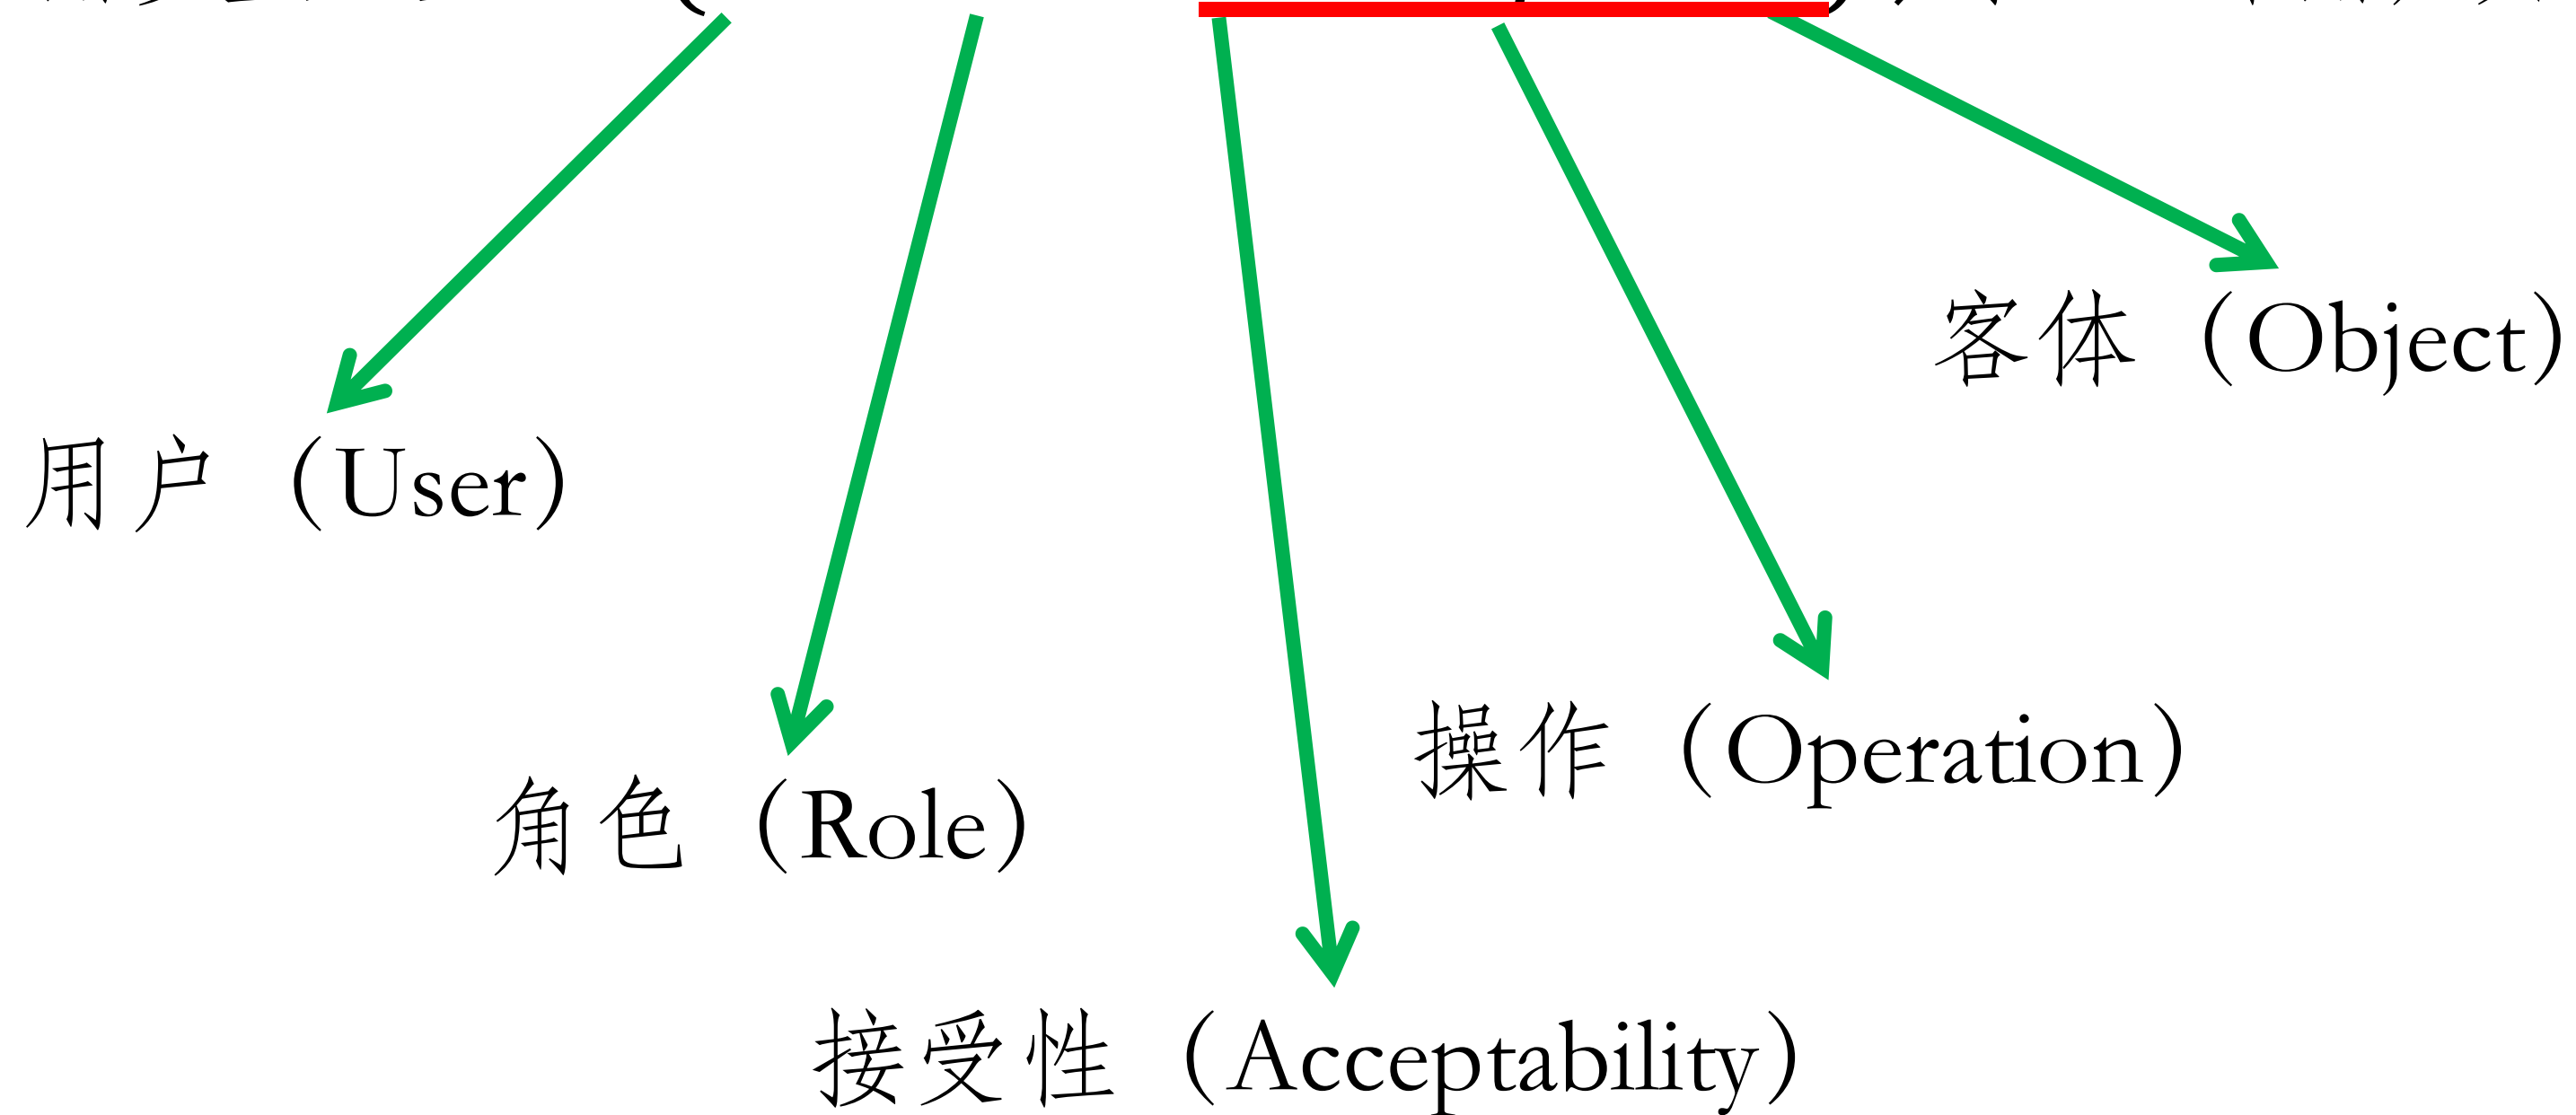 客体（Object）
用户（User）
操作（Operation）
角色（Role）
接受性（Acceptability）